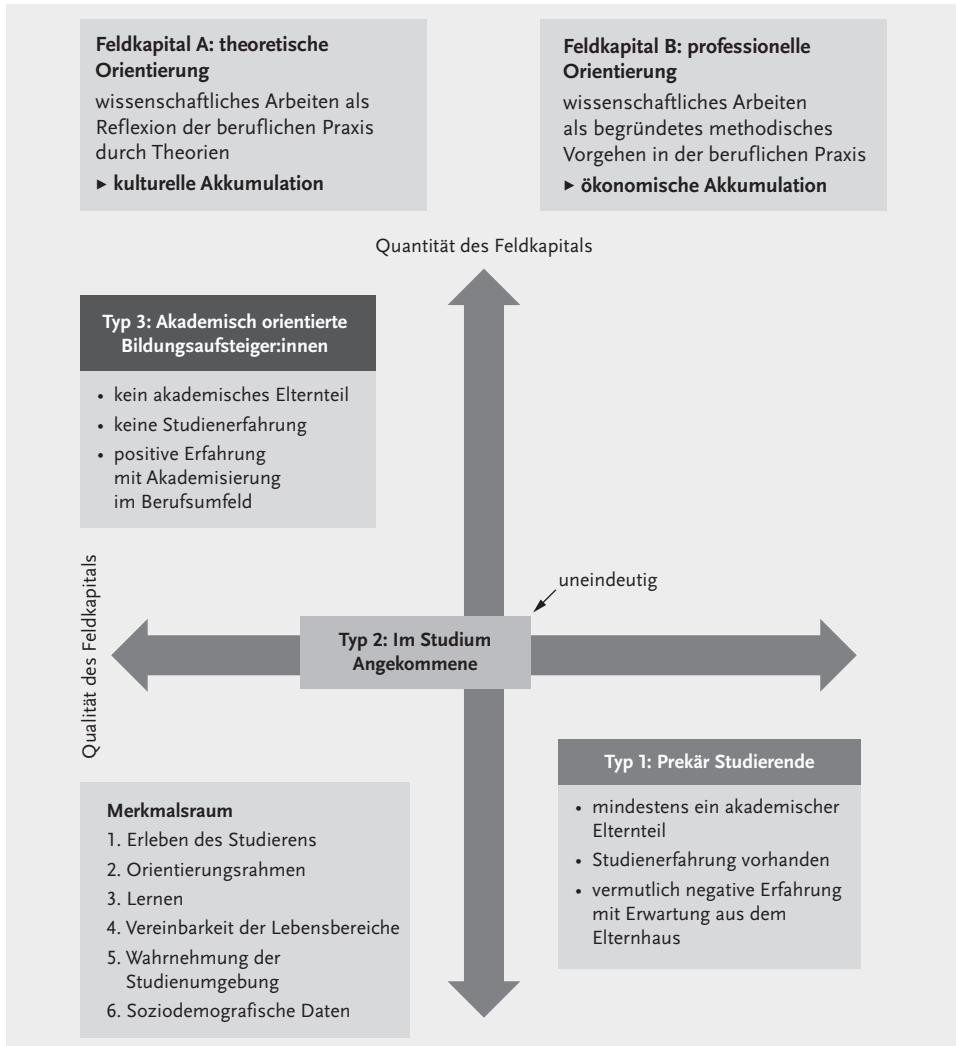 Feldkapital A: theoretische
Orientierung
wissenschaftliches Arbeiten als
Reflexion der beruflichen Praxis
durch Theorien
▸ kulturelle Akkumulation
Feldkapital B: professionelle
Orientierung
wissenschaftliches Arbeiten
als begründetes methodisches
Vorgehen in der beruflichen Praxis
▸ ökonomische Akkumulation
Quantität des Feldkapitals
Typ 3: Akademisch orientierte
Bildungsaufsteiger:innen
• kein akademisches Elternteil
• keine Studienerfahrung
• positive Erfahrung
mit Akademisierung
im Berufsumfeld
Qualität des Feldkapitals
uneindeutig
Typ 2: Im Studium
Angekommene
Typ 1: Prekär Studierende
• mindestens ein akademischer
Elternteil
• Studienerfahrung vorhanden
• vermutlich negative Erfahrung
mit Erwartung aus dem
Elternhaus
Merkmalsraum
1. Erleben des Studierens
2. Orientierungsrahmen
3. Lernen
4. Vereinbarkeit der Lebensbereiche
5. Wahrnehmung der
Studienumgebung
6. Soziodemografische Daten